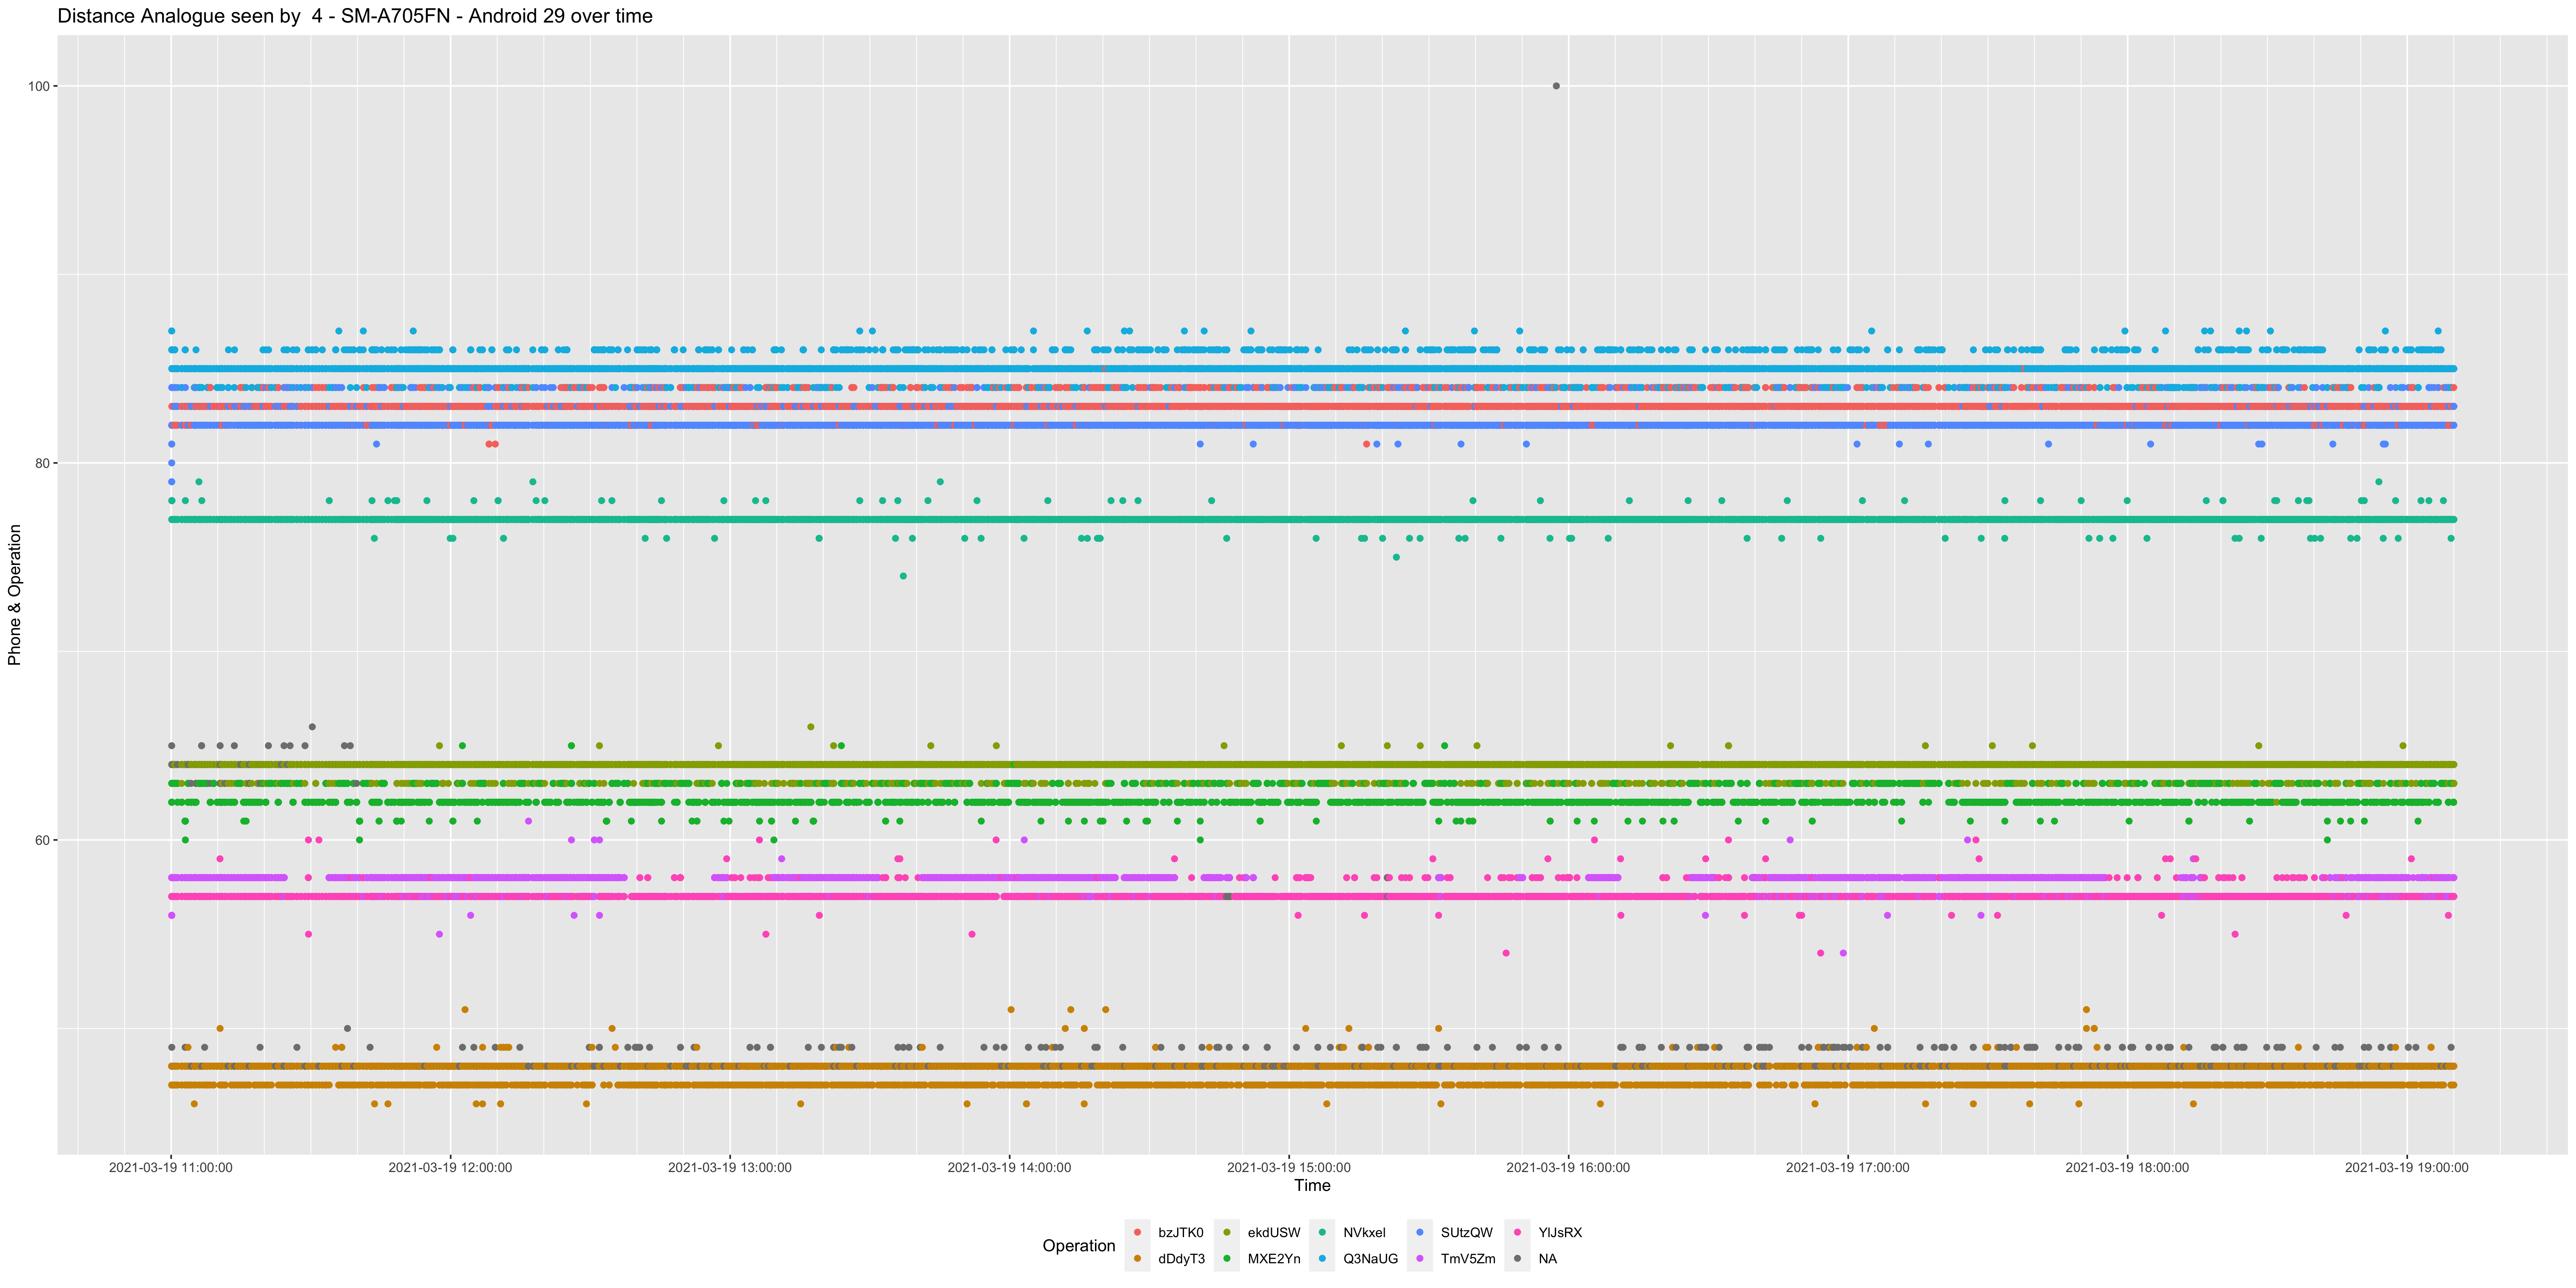 Distance Analogue seen by  4 - SM-A705FN - Android 29 over time
100
80
60
Phone & Operation
2021-03-19 11:00:00
2021-03-19 12:00:00
2021-03-19 13:00:00
2021-03-19 14:00:00
2021-03-19 15:00:00
2021-03-19 16:00:00
2021-03-19 17:00:00
2021-03-19 18:00:00
2021-03-19 19:00:00
Time
Operation
bzJTK0
ekdUSW
NVkxeI
SUtzQW
YlJsRX
dDdyT3
MXE2Yn
Q3NaUG
TmV5Zm
NA